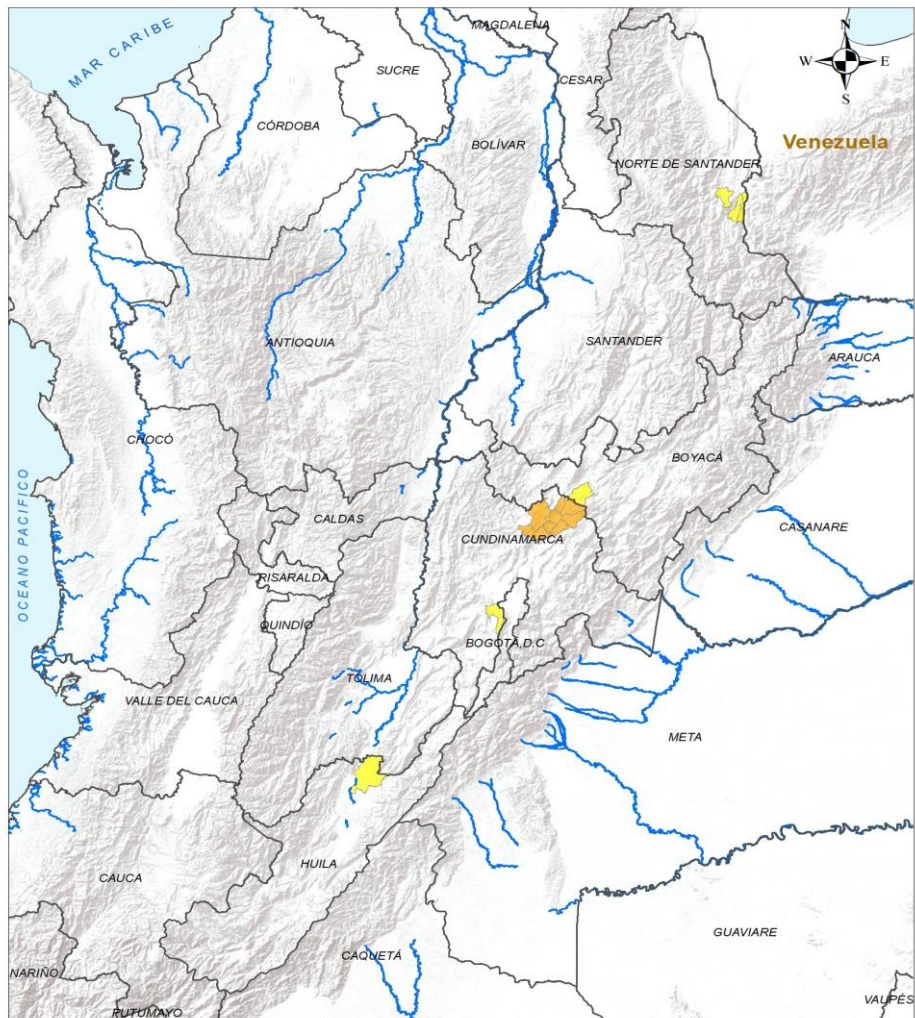 MAGDALENA
MAR CARIBE
N
W
E
S
SUCRE
CESAR
CÓRDOBA
BOLÍVAR
Venezuela
NORTE DE SANTANDER
ANTIOQUIA
SANTANDER
ARAUCA
CHOCÓ
BOYACÁ
OCEANO PACIFICO
CALDAS
CASANARE
CUNDINAMARCA
RISARALDA
QUINDÍO
BOGOTÁ,D.C
TOLIMA
VALLE DEL CAUCA
META
HUILA
CAUCA
GUAVIARE
CAQUETÁ
NARIÑO
VAUPÉS
PUTUMAYO